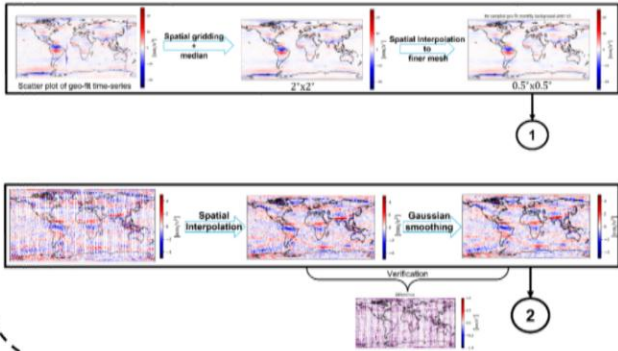 Spatial gridding
+
median
Spatial Interpolation
to
finer mesh
Scatter plot of geo-fit time-series
2°x2°
0.5°x0.5°
1
Spatial
Interpolation
Gaussian
smoothing
Verification
2